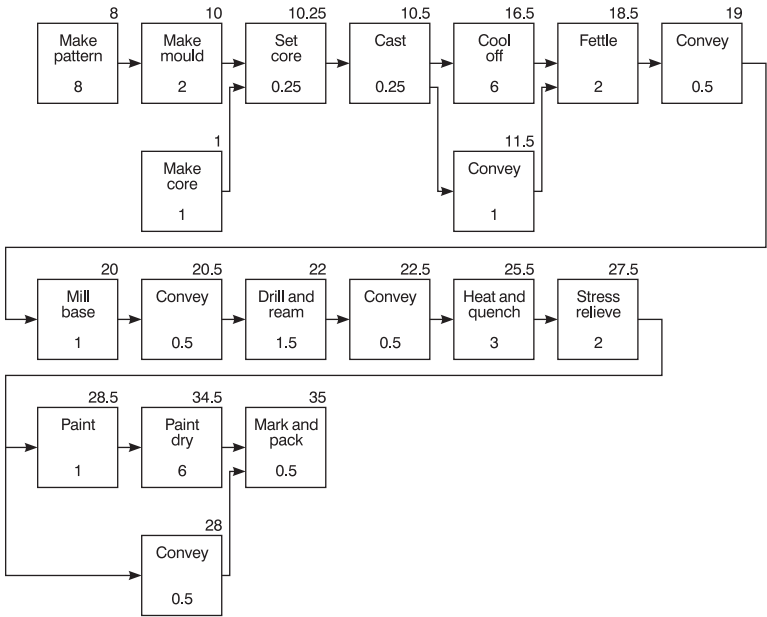 8
Make
pattern
8
10
Make
mould
2
10.25
Set
core
0.25
10.5
Cast
0.25
16.5
Cool
off
6
18.5
Fettle
2
19
Convey
0.5
1
Make
core
1
11.5
Convey
1
20
Mill
base
1
20.5
Convey
0.5
22
Drill and
ream
1.5
22.5
Convey
0.5
25.5
Heat and
quench
3
27.5
Stress
relieve
2
28.5
Paint
1
34.5
Paint
dry
6
35
Mark and
pack
0.5
28
Convey
0.5